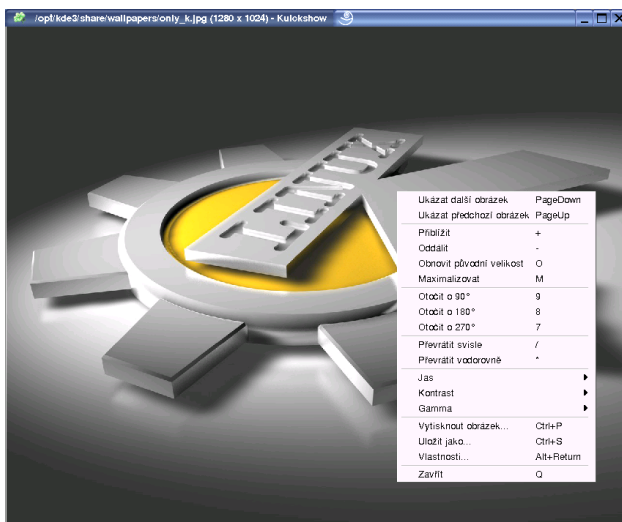 /opt/kde3/share/wallpapers/only_k.jpg (1280 x 1024) - Kuickshow
LINUX
Ukázat další obrázek PageDown
Ukázat předchozí obrázek PageUp
Přiblížit +
Oddálit -
Obnovit původní velikost O
Maximalizovat M
Otočit o 90° 9
Otočit o 180° 8
Otočit o 270° 7
Převrátit svisle /
Převrátit vodorovně *
Jas
Kontrast
Gamma
Vytisknout obrázek... Ctrl+P
Uložit jako... Ctrl+S
Vlastnosti... Alt+Return
Zavřít Q